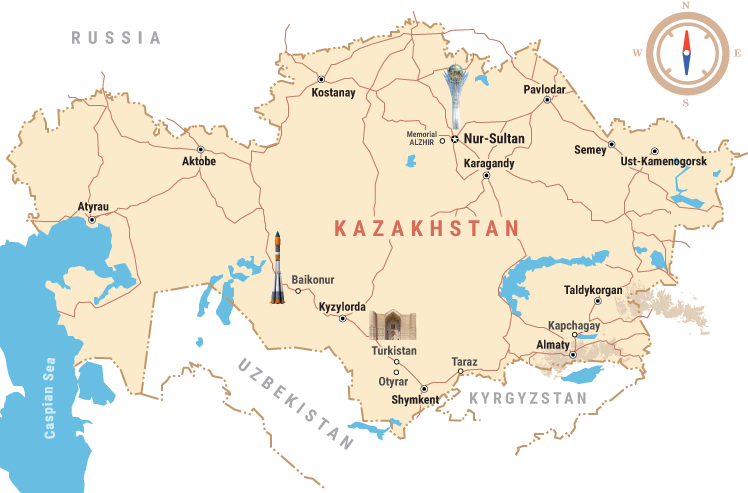 N
RUSSIA
W
E
Kostanay
Pavlodar
S
Memorial
ALZHIR
Nur-Sultan
Semey
Aktobe
Karagandy
Ust-Kamenogorsk
Atyrau
KAZAKHSTAN
Baikonur
Taldykorgan
Kyzylorda
Kapchagay
Almaty
Turkistan
Taraz
Otyrar
Shymkent
KYRGYZSTAN
UZBEKISTAN
Caspian Sea